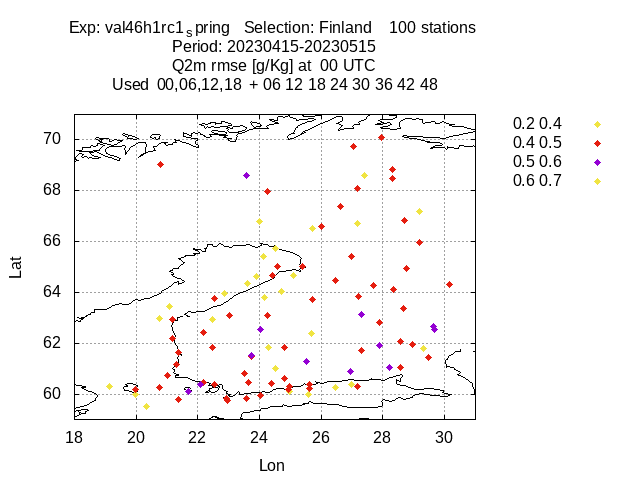 Exp: val46h1rc1spring Selection: Finland 100 stations
Period: 20230415-20230515
Q2m rmse [g/Kg] at 00 UTC
Used 00,06,12,18 + 06 12 18 24 30 36 42 48
0.2 0.4
0.4 0.5
0.5 0.6
0.6 0.7
70
68
66
64
62
60
Lat
18 20 22 24 26 28 30
Lon